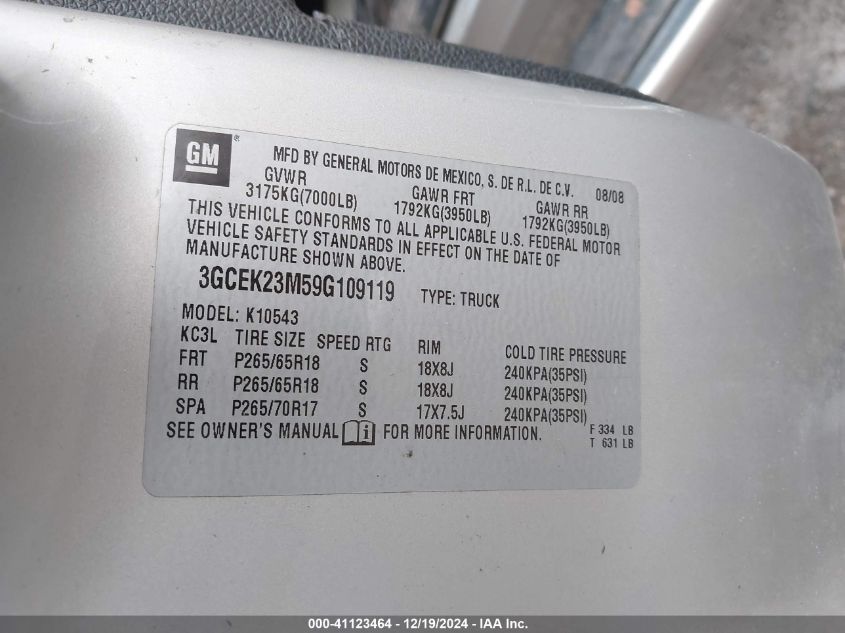 GM ® MFD BY GENERAL MOTORS DE MEXICO, S. DE R.L. DE C.V. 08/08
GVWR GAWR FRT GAWR RR
3175KG(7000LB) 1792KG(3950LB) 1792KG(3950LB)
THIS VEHICLE CONFORMS TO ALL APPLICABLE U.S. FEDERAL MOTOR
VEHICLE SAFETY STANDARDS IN EFFECT ON THE DATE OF
MANUFACTURE SHOWN ABOVE.
3GCEK23M59G109119 TYPE: TRUCK
MODEL: K10543
KC3L TIRE SIZE SPEED RTG RIM COLD TIRE PRESSURE
FRT P265/65R18 S 18X8J 240KPA(35PSI)
RR P265/65R18 S 18X8J 240KPA(35PSI)
SPA P265/70R17 S 17X7.5J 240KPA(35PSI)
SEE OWNER'S MANUAL i FOR MORE INFORMATION. F 334 LB
T 631 LB
000-41123464 - 12/19/2024 - IAA Inc.